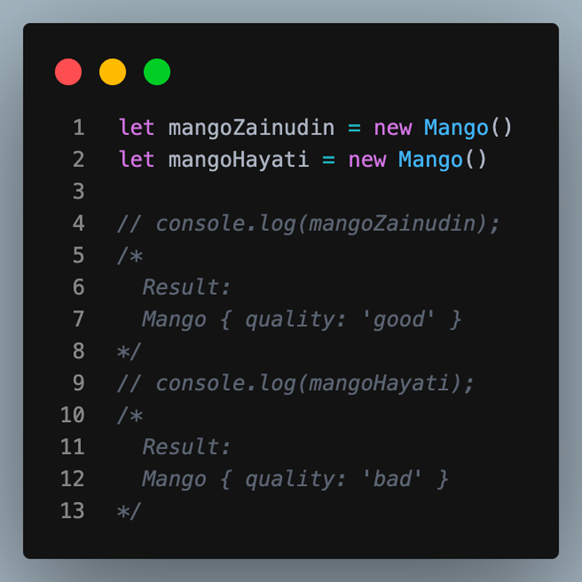 1 let mangoZainudin = new Mango()
2 let mangoHayati = new Mango()
3
4 // console.log(mangoZainudin);
5 /*
6   Result:
7   Mango { quality: 'good' }
8 */
9 // console.log(mangoHayati);
10 /*
11   Result:
12   Mango { quality: 'bad' }
13 */